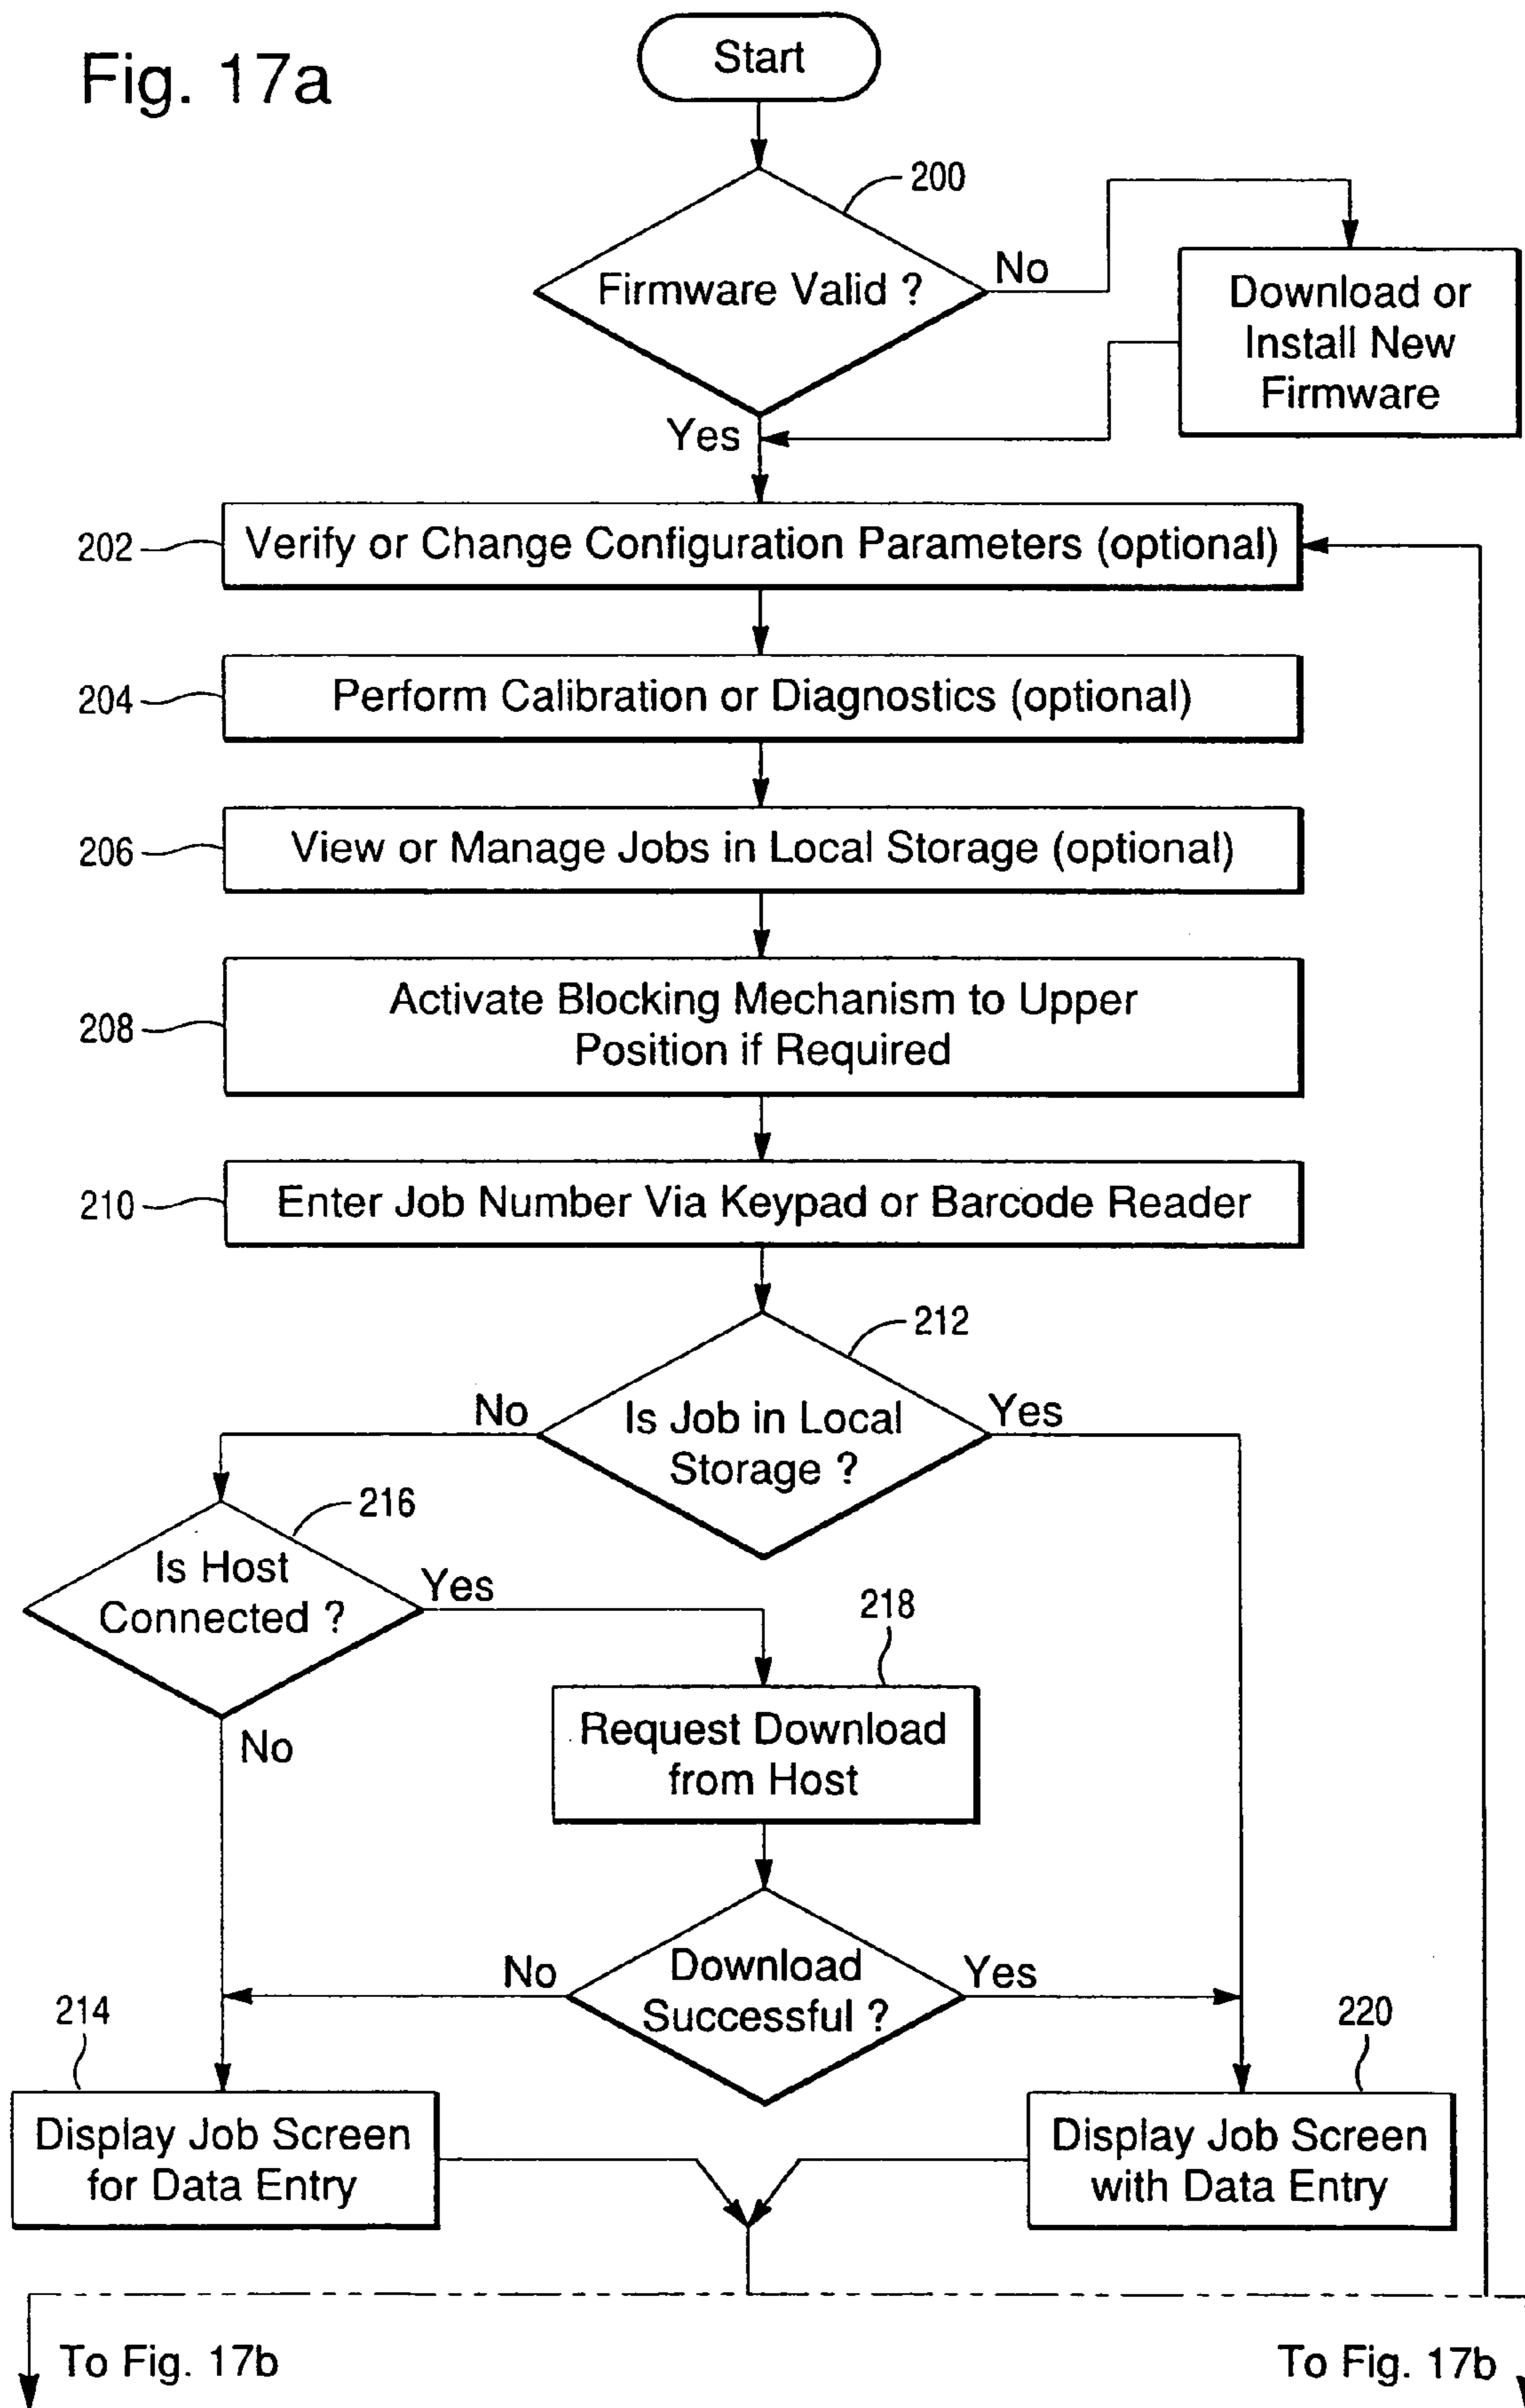 Fig. 17a
Start
200
Firmware Valid ?
No
Download or
Install New
Firmware
Yes
202
Verify or Change Configuration Parameters (optional)
204
Perform Calibration or Diagnostics (optional)
206
View or Manage Jobs in Local Storage (optional)
208
Activate Blocking Mechanism to Upper
Position if Required
210
Enter Job Number Via Keypad or Barcode Reader
212
No
Is Job in Local
Storage ?
Yes
216
Is Host
Connected ?
Yes
218
No
Request Download
from Host
No
Download
Successful ?
Yes
214
220
Display Job Screen
for Data Entry
Display Job Screen
with Data Entry
To Fig. 17b
To Fig. 17b